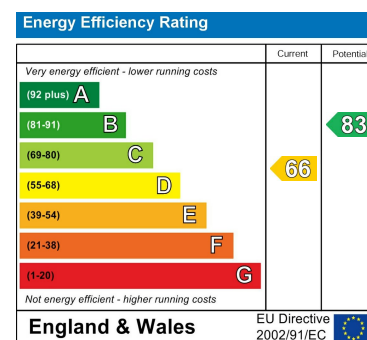 Energy Efficiency Rating
Current Potential
Very energy efficient - lower running costs
(92 plus) A
(81-91) B
83
(69-80) C
66
(55-68) D
(39-54) E
(21-38) F
(1-20) G
Not energy efficient - higher running costs
England & Wales
EU Directive
2002/91/EC